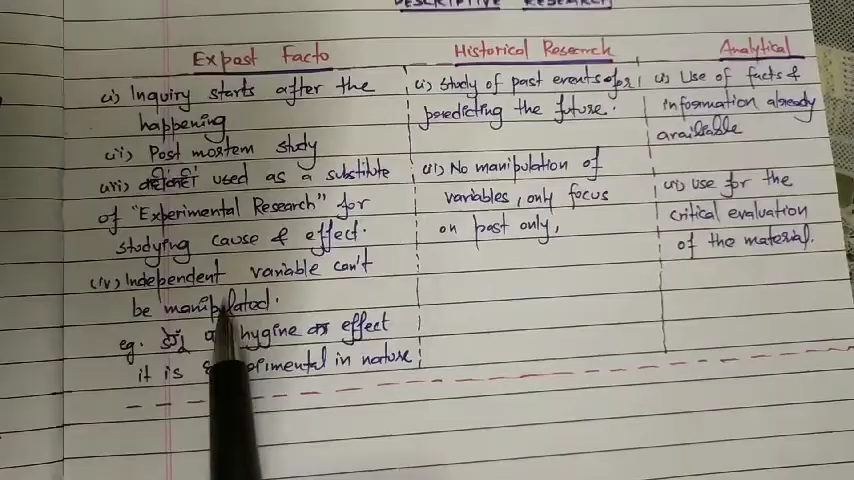 DESCRIPTIVE RESEARCH
Expost Facto
(i) Inquiry starts after the
happening
(ii) Post mortem study
(iii) used as a substitute
of "Experimental Research" for
studying cause & effect.
(iv) Independent variable can't
be manipulated.
eg. hygine effect
it is in nature
Historical Research
(i) Study of past events for
predicting the future.
(ii) No manipulation of
variables, only focus
on past only,
Analytical
(i) Use of facts &
information already
available
(ii) use for the
critical evaluation
of the material.